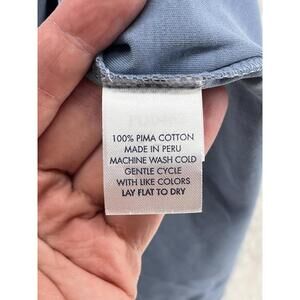 100% PIMA COTTON
MADE IN PERU
MACHINE WASH COLD
GENTLE CYCLE
WITH LIKE COLORS
LAY FLAT TO DRY